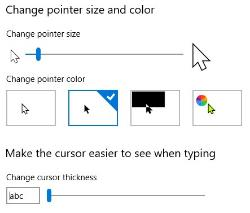 Change pointer size and color
Change pointer size
Change pointer color
Make the cursor easier to see when typing
Change cursor thickness
abc